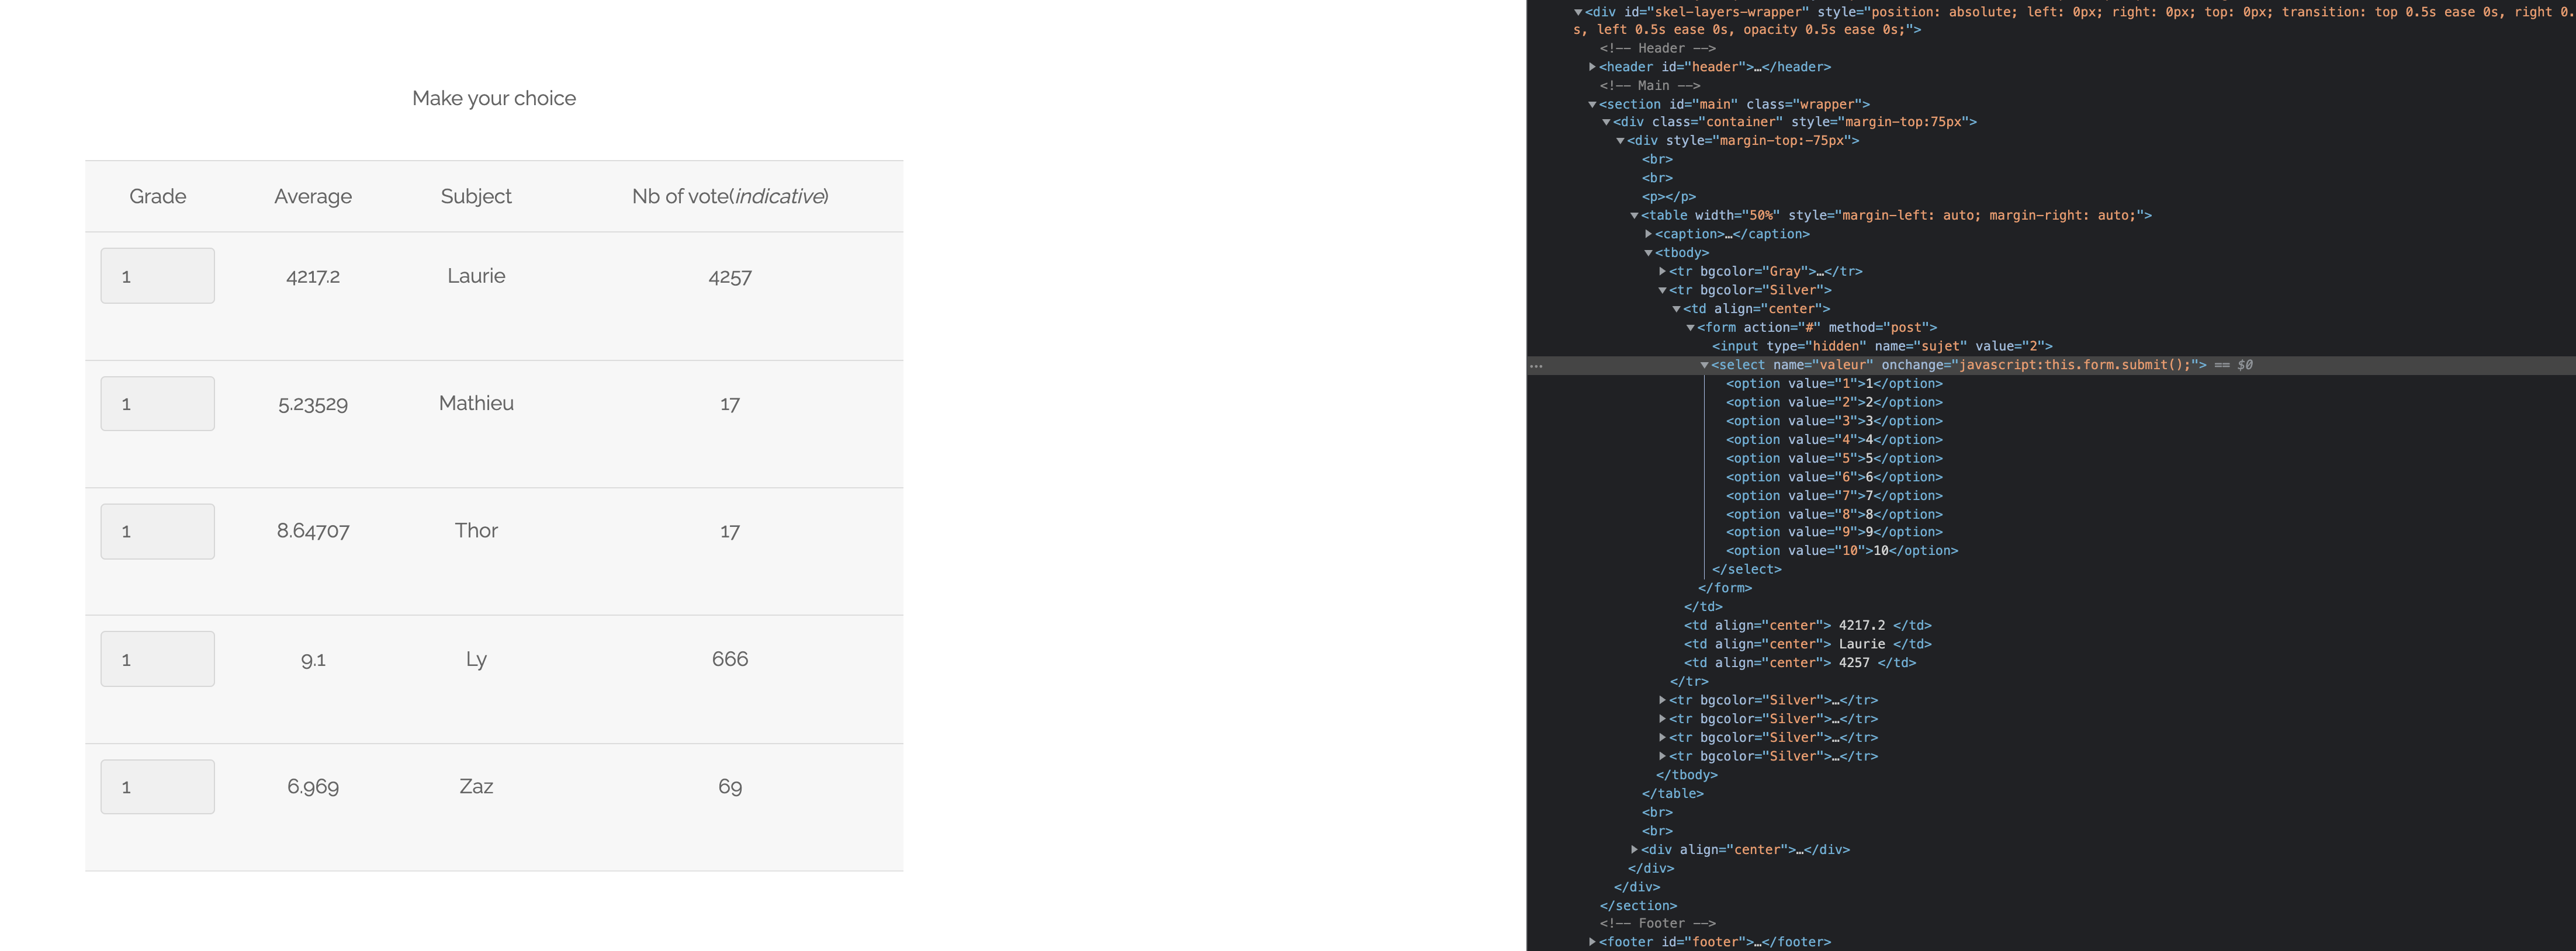 Make your choice
Grade Average Subject Nb of vote(indicative)
1 4217.2 Laurie 4257
1 5.23529 Mathieu 17
1 8.64707 Thor 17
1 9.1 Ly 666
1 6.969 Zaz 69
<div id="skel-layers-wrapper" style="position: absolute; left: 0px; right: 0px; top: 0px; transition: top 0.5s ease 0s, right 0.
s, left 0.5s ease 0s, opacity 0.5s ease 0s;">
<!-- Header -->
<header id="header">…</header>
<!-- Main -->
<section id="main" class="wrapper">
<div class="container" style="margin-top:75px">
<div style="margin-top:-75px">
<br>
<br>
<p></p>
<table width="50%" style="margin-left: auto; margin-right: auto;">
<caption>…</caption>
<tbody>
<tr bgcolor="Gray">…</tr>
<tr bgcolor="Silver">
<td align="center">
<form action="#" method="post">
<input type="hidden" name="sujet" value="2">
… <select name="valeur" onchange="javascript:this.form.submit();"> == $0
<option value="1">1</option>
<option value="2">2</option>
<option value="3">3</option>
<option value="4">4</option>
<option value="5">5</option>
<option value="6">6</option>
<option value="7">7</option>
<option value="8">8</option>
<option value="9">9</option>
<option value="10">10</option>
</select>
</form>
</td>
<td align="center"> 4217.2 </td>
<td align="center"> Laurie </td>
<td align="center"> 4257 </td>
</tr>
<tr bgcolor="Silver">…</tr>
<tr bgcolor="Silver">…</tr>
<tr bgcolor="Silver">…</tr>
<tr bgcolor="Silver">…</tr>
</tbody>
</table>
<br>
<br>
<div align="center">…</div>
</div>
</div>
</section>
<!-- Footer -->
<footer id="footer">…</footer>